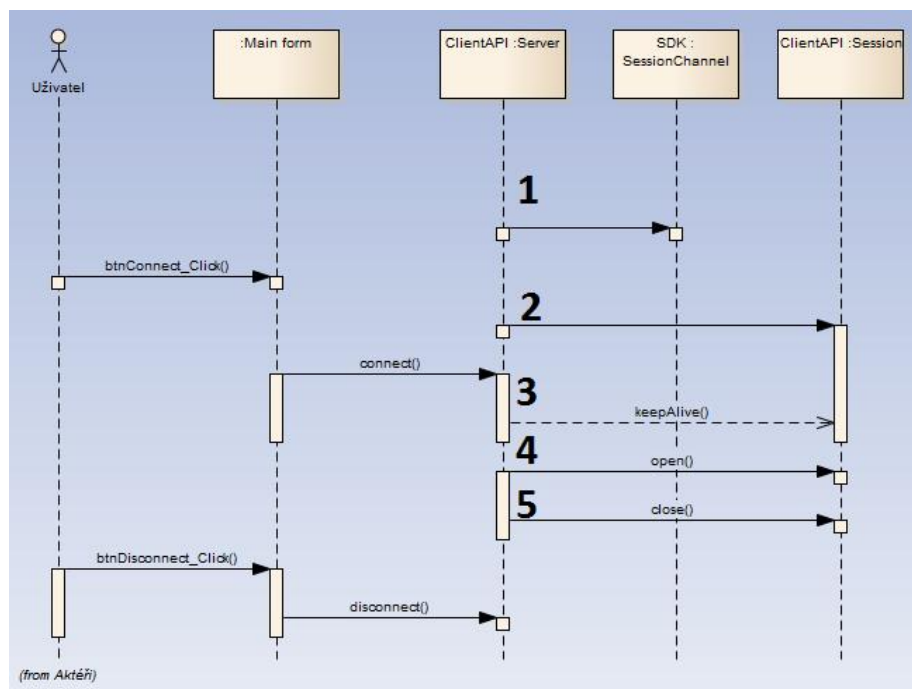 :Main form
ClientAPI :Server
SDK :
SessionChannel
ClientAPI :Session
Uživatel
1
btnConnect_Click()
2
connect()
3
keepAlive()
4
open()
5
close()
btnDisconnect_Click()
disconnect()
(from Aktéři)